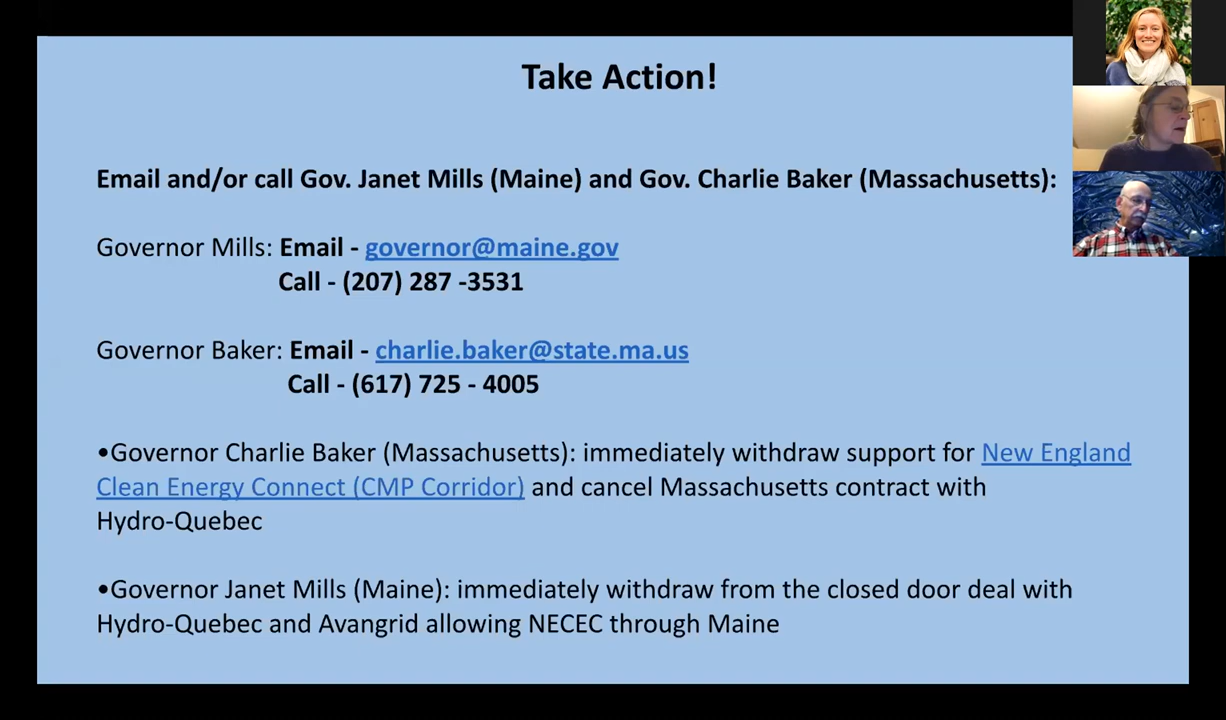 Take Action!
Email and/or call Gov. Janet Mills (Maine) and Gov. Charlie Baker (Massachusetts):
Governor Mills: Email - governor@maine.gov
Call - (207) 287 -3531
Governor Baker: Email - charlie.baker@state.ma.us
Call - (617) 725 - 4005
•Governor Charlie Baker (Massachusetts): immediately withdraw support for New England
Clean Energy Connect (CMP Corridor) and cancel Massachusetts contract with
Hydro-Quebec
•Governor Janet Mills (Maine): immediately withdraw from the closed door deal with
Hydro-Quebec and Avangrid allowing NECEC through Maine